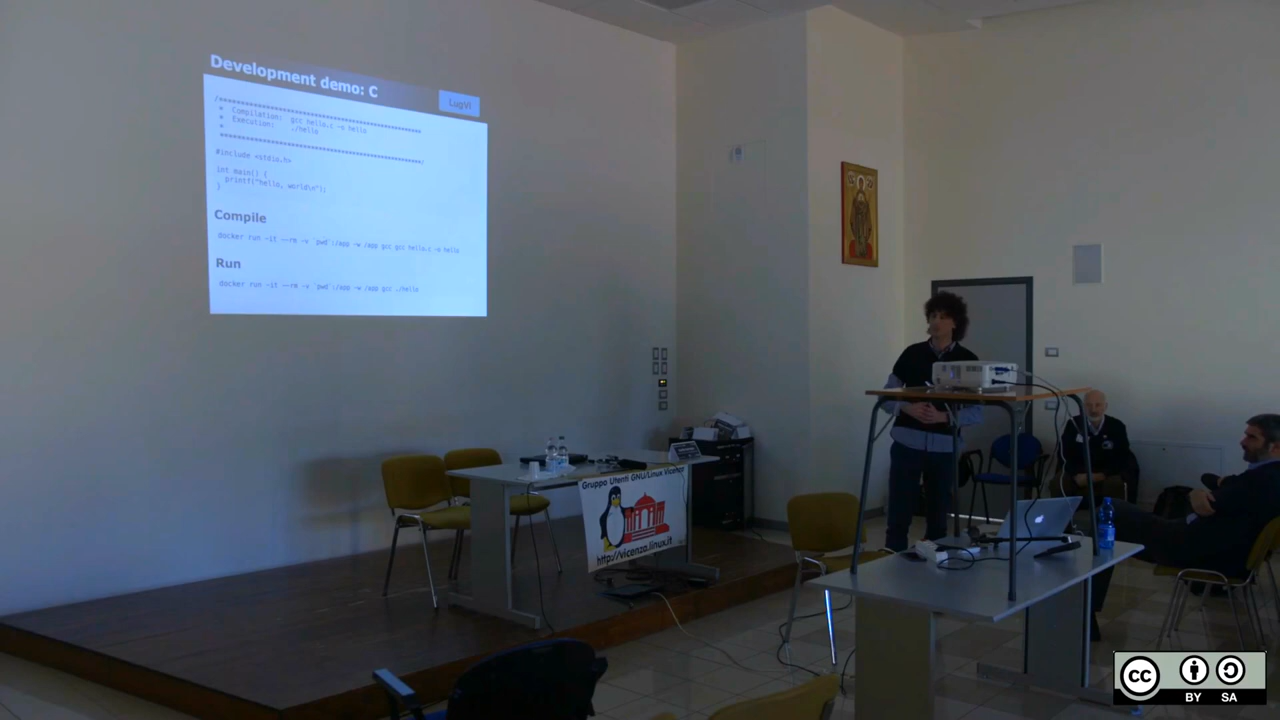 Development demo: C
LugVI
/**************************************************
* Compilation: gcc hello.c -o hello
* Execution: ./hello
*
**************************************************/
#include <stdio.h>
int main() {
printf("hello, world\n");
}
Compile
docker run -it --rm -v `pwd`:/app -w /app gcc gcc hello.c -o hello
Run
docker run -it --rm -v `pwd`:/app -w /app gcc ./hello
Gruppo Utenti GNU/Linux Vicenza
http://vicenza.linux.it
cc
BY SA